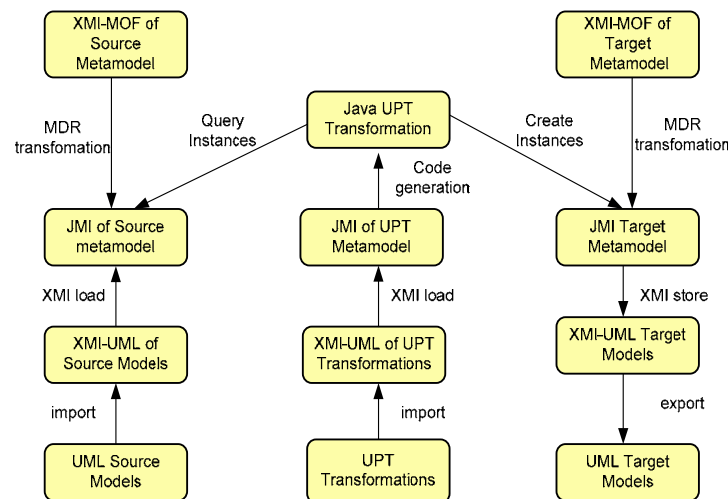 XMI-MOF of
Source
Metamodel
XMI-MOF of
Target
Metamodel
Java UPT
Transformation
MDR
transfomation
Query
Instances
Create
Instances
MDR
transfomation
Code
generation
JMI of Source
metamodel
JMI of UPT
Metamodel
JMI Target
Metamodel
XMI load
XMI load
XMI store
XMI-UML of
Source Models
XMI-UML of UPT
Transformations
XMI-UML Target
Models
import
import
export
UML Source
Models
UPT
Transformations
UML Target
Models